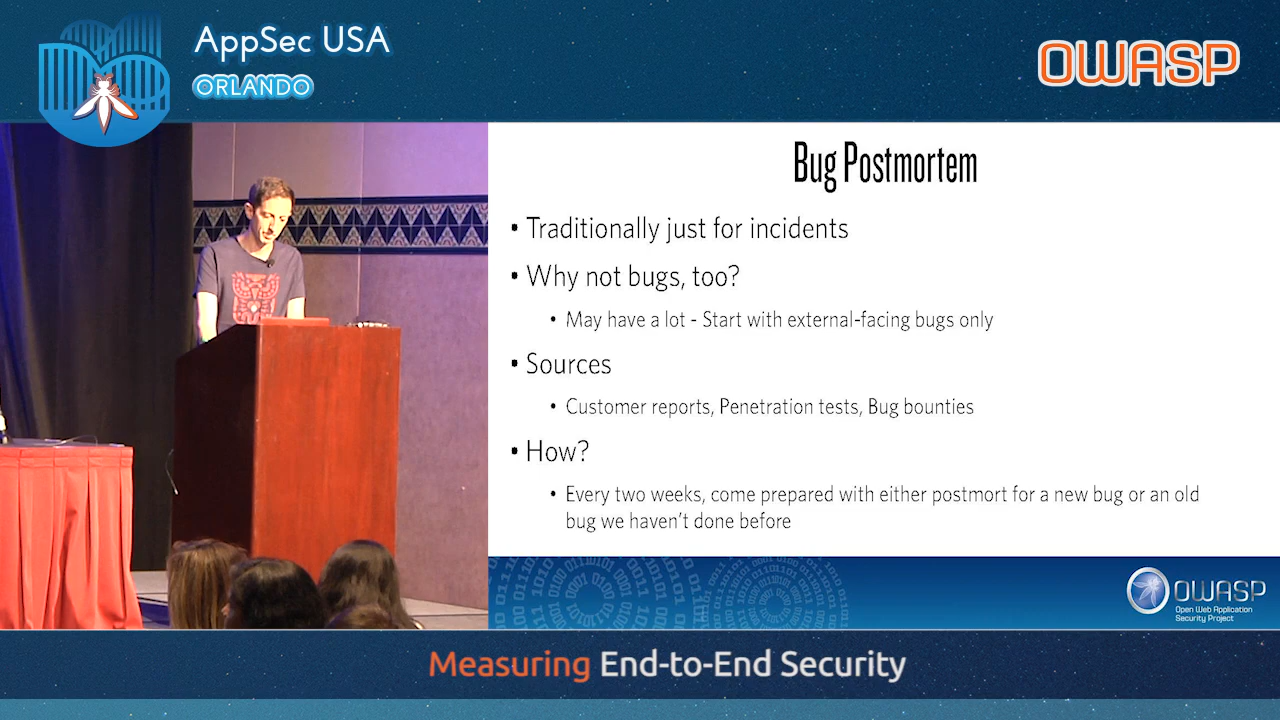 AppSec USA
ORLANDO
OWASP
Bug Postmortem
• Traditionally just for incidents
• Why not bugs, too?
• May have a lot - Start with external-facing bugs only
• Sources
• Customer reports, Penetration tests, Bug bounties
• How?
• Every two weeks, come prepared with either postmort for a new bug or an old
bug we haven't done before
OWASP
Open Web Application
Security Project
Measuring End-to-End Security